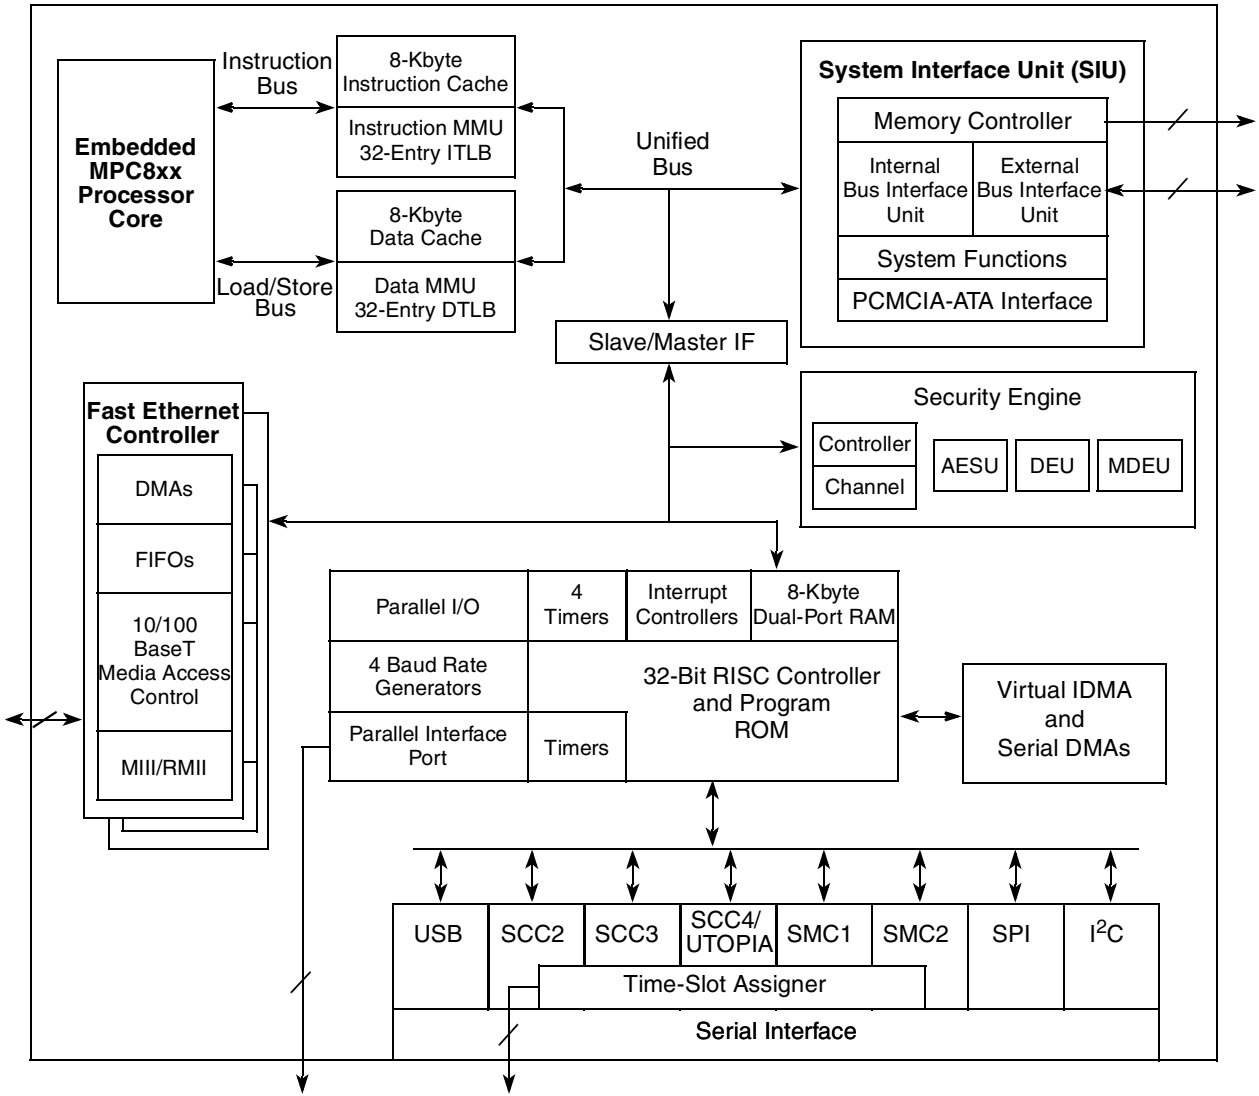 Instruction
Bus
8-Kbyte
Instruction Cache
Instruction MMU
32-Entry ITLB
Embedded
MPC8xx
Processor
Core
8-Kbyte
Data Cache
Data MMU
32-Entry DTLB
Load/Store
Bus
Unified
Bus
System Interface Unit (SIU)
Memory Controller
Internal
Bus Interface
Unit
External
Bus Interface
Unit
System Functions
PCMCIA-ATA Interface
Slave/Master IF
Security Engine
Controller
Channel
AESU
DEU
MDEU
Fast Ethernet
Controller
DMAs
FIFOs
10/100
BaseT
Media Access
Control
MIII/RMII
Parallel I/O
4
Timers
Interrupt
Controllers
8-Kbyte
Dual-Port RAM
4 Baud Rate
Generators
32-Bit RISC Controller
and Program
ROM
Parallel Interface
Port
Timers
Virtual IDMA
and
Serial DMAs
USB
SCC2
SCC3
SCC4/
UTOPIA
SMC1
SMC2
SPI
I²C
Time-Slot Assigner
Serial Interface